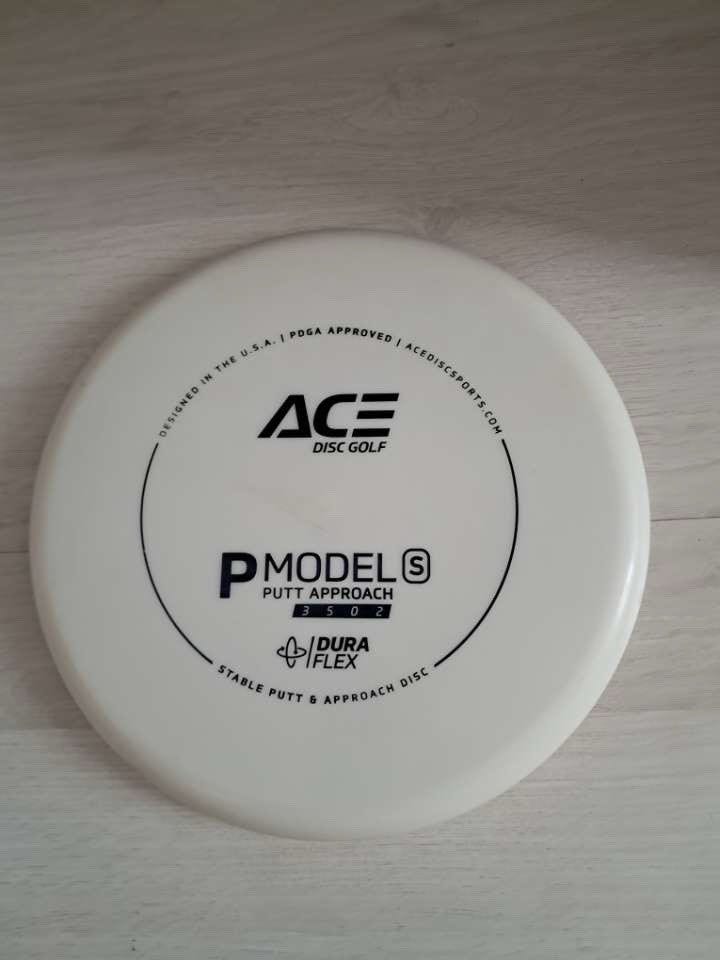 DESIGNED IN THE U.S.A. | PDGA APPROVED | ACEDISCSPORTS.COM
ACE
DISC GOLF
P MODEL S
PUTT APPROACH
3 5 0 2
DURA
FLEX
STABLE PUTT & APPROACH DISC